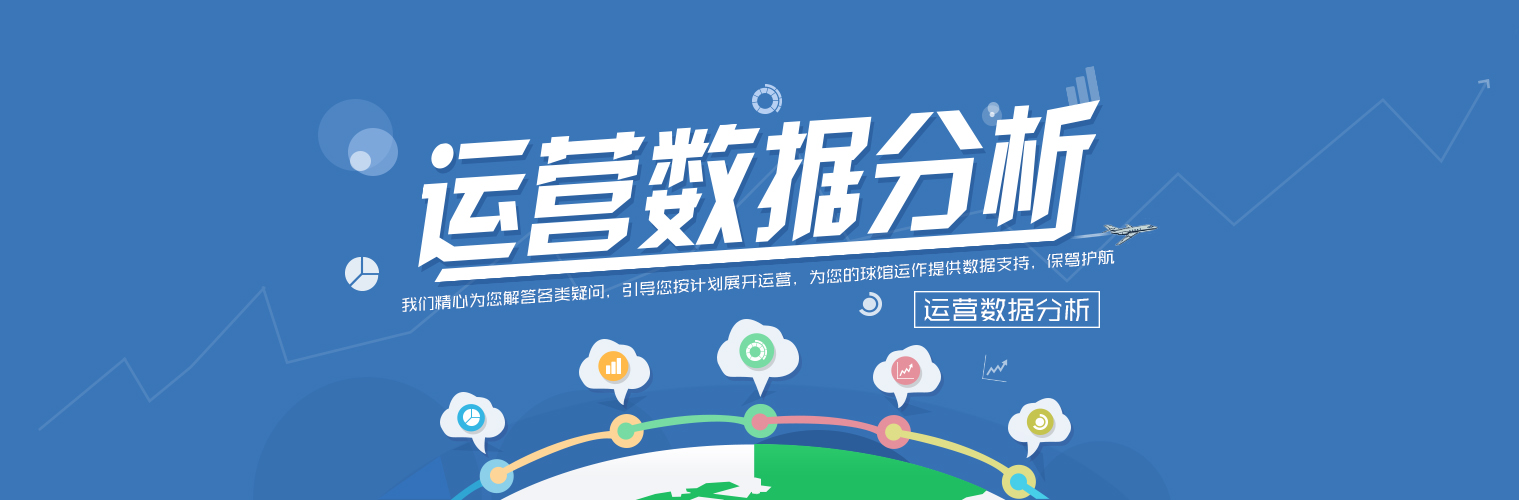 运营数据分析
我们精心为您解答各类疑问，引导您按计划展开运营，为您的球馆运作提供数据支持，保驾护航
运营数据分析